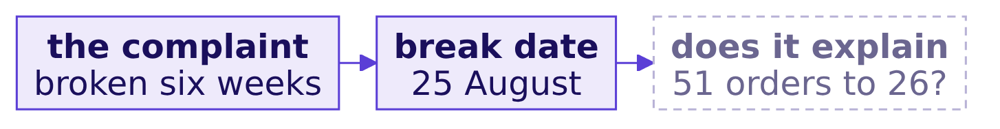 the complaint
broken six weeks
break date
25 August
does it explain
51 orders to 26?